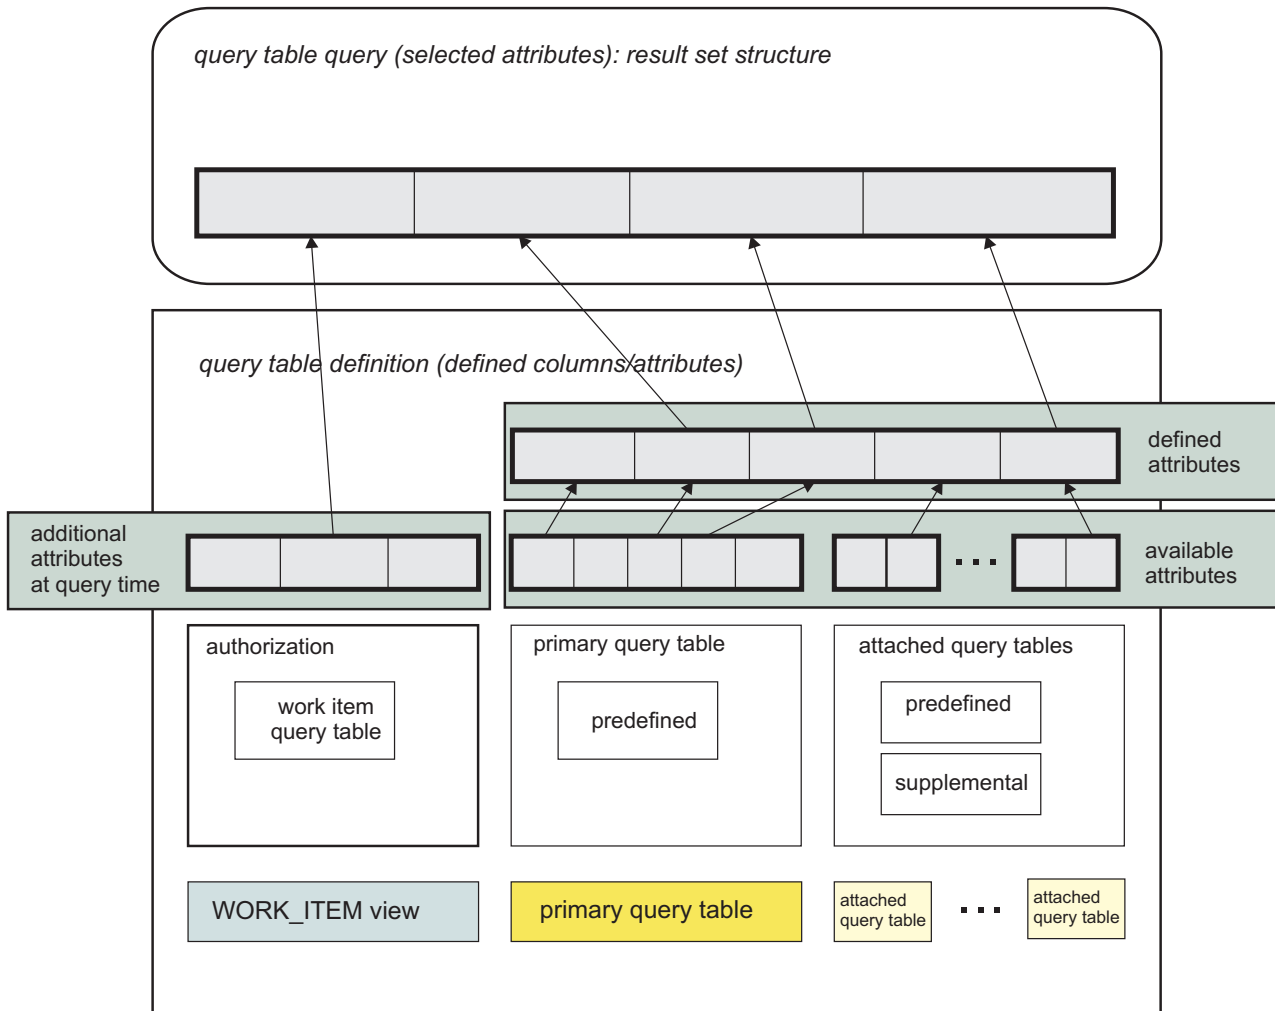 query table query (selected attributes): result set structure
query table definition (defined columns/attributes)
defined
attributes
additional
attributes
at query time
available
attributes
authorization
work item
query table
primary query table
predefined
attached query tables
predefined
supplemental
WORK_ITEM view
primary query table
attached
query table
attached
query table